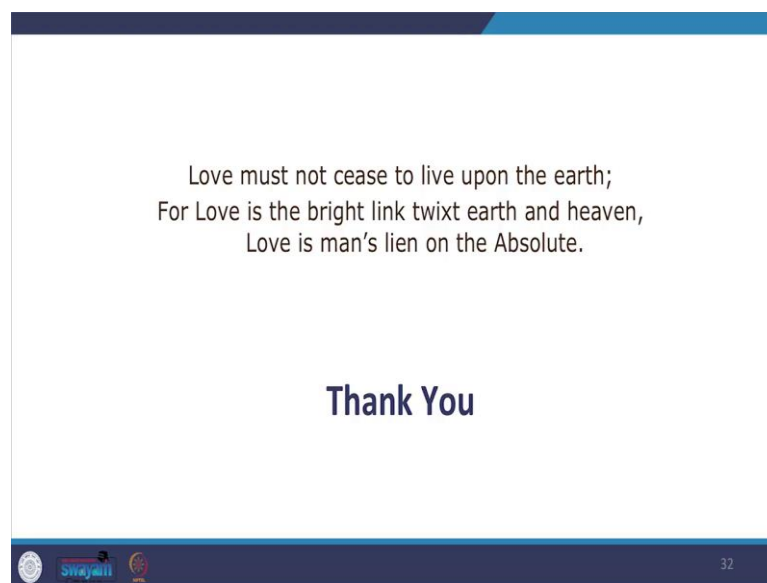 Love must not cease to live upon the earth;
For Love is the bright link twixt earth and heaven,
Love is man's lien on the Absolute.
Thank You
swayam
32